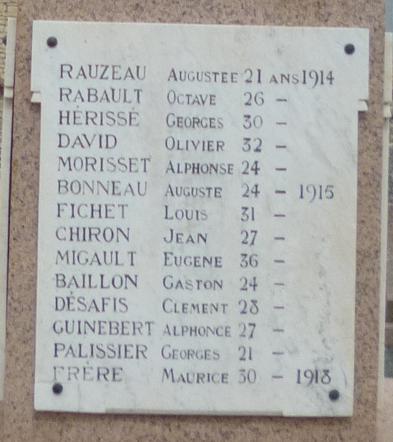 RAUZEAU AUGUSTEE 21 ANS 1914
RABAULT OCTAVE 26 –
HÉRISSÉ GEORGES 30 –
DAVID OLIVIER 32 –
MORISSET ALPHONSE 24 –
BONNEAU AUGUSTE 24 – 1915
FICHET LOUIS 31 –
CHIRON JEAN 27 –
MIGAULT EUGENE 36 –
BAILLON GASTON 24 –
DÉSAFIS CLEMENT 28 –
GUINEBERT ALPHONCE 27 –
PALISSIER GEORGES 21 –
FRÈRE MAURICE 30 – 1918